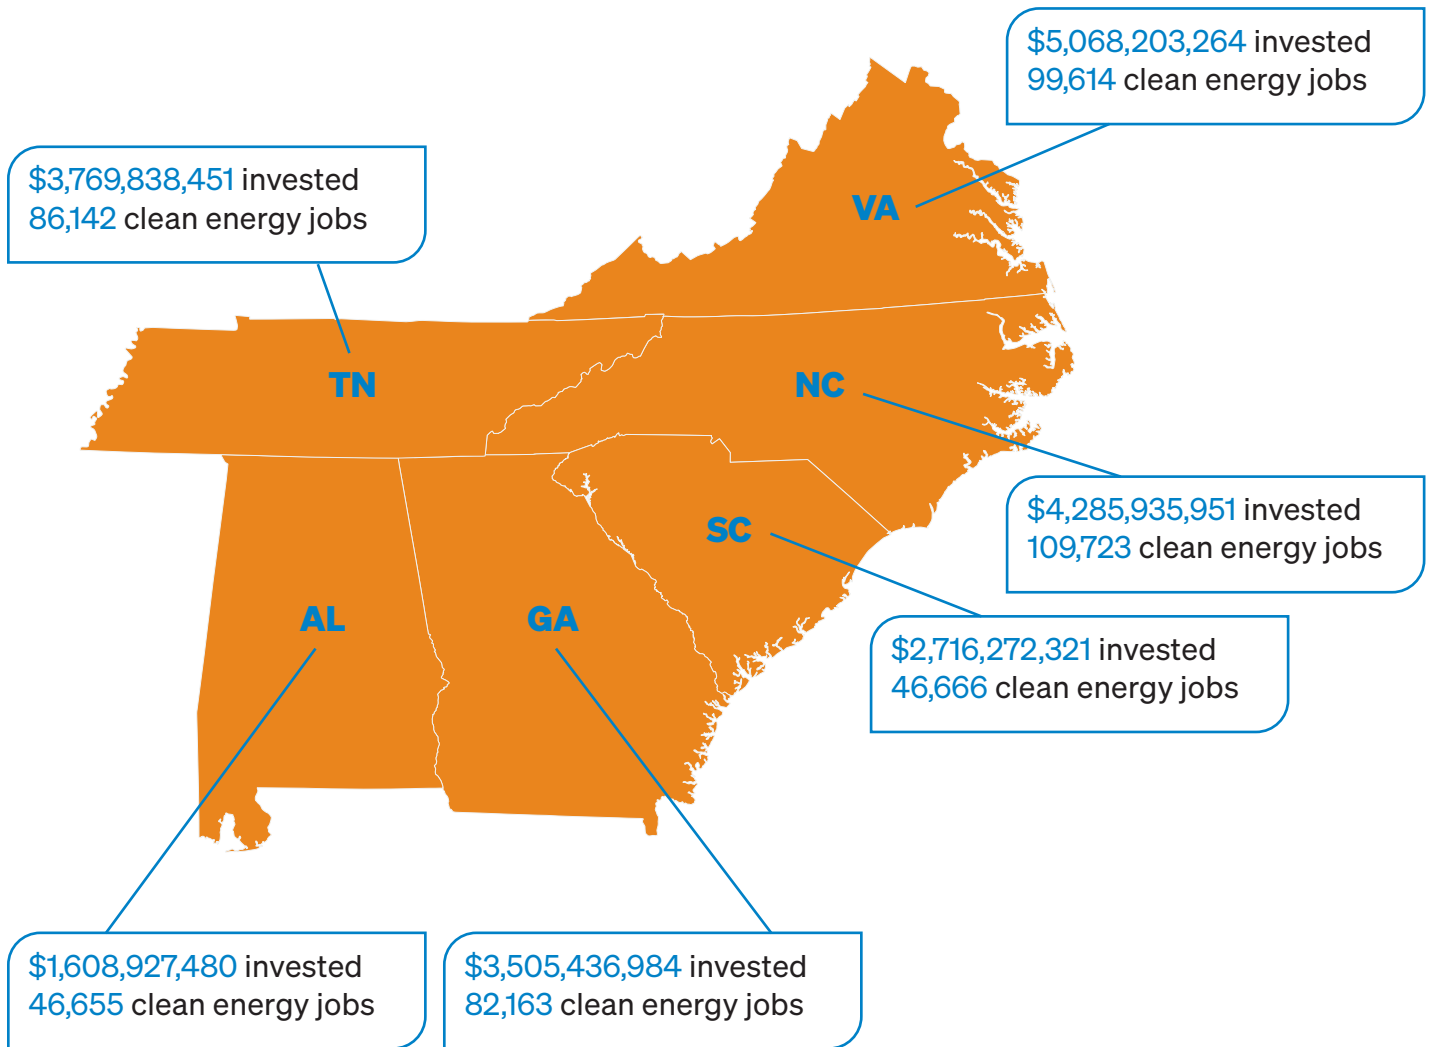 $5,068,203,264 invested
99,614 clean energy jobs
$3,769,838,451 invested
86,142 clean energy jobs
VA
TN
NC
$4,285,935,951 invested
109,723 clean energy jobs
SC
$2,716,272,321 invested
46,666 clean energy jobs
AL
GA
$1,608,927,480 invested
46,655 clean energy jobs
$3,505,436,984 invested
82,163 clean energy jobs